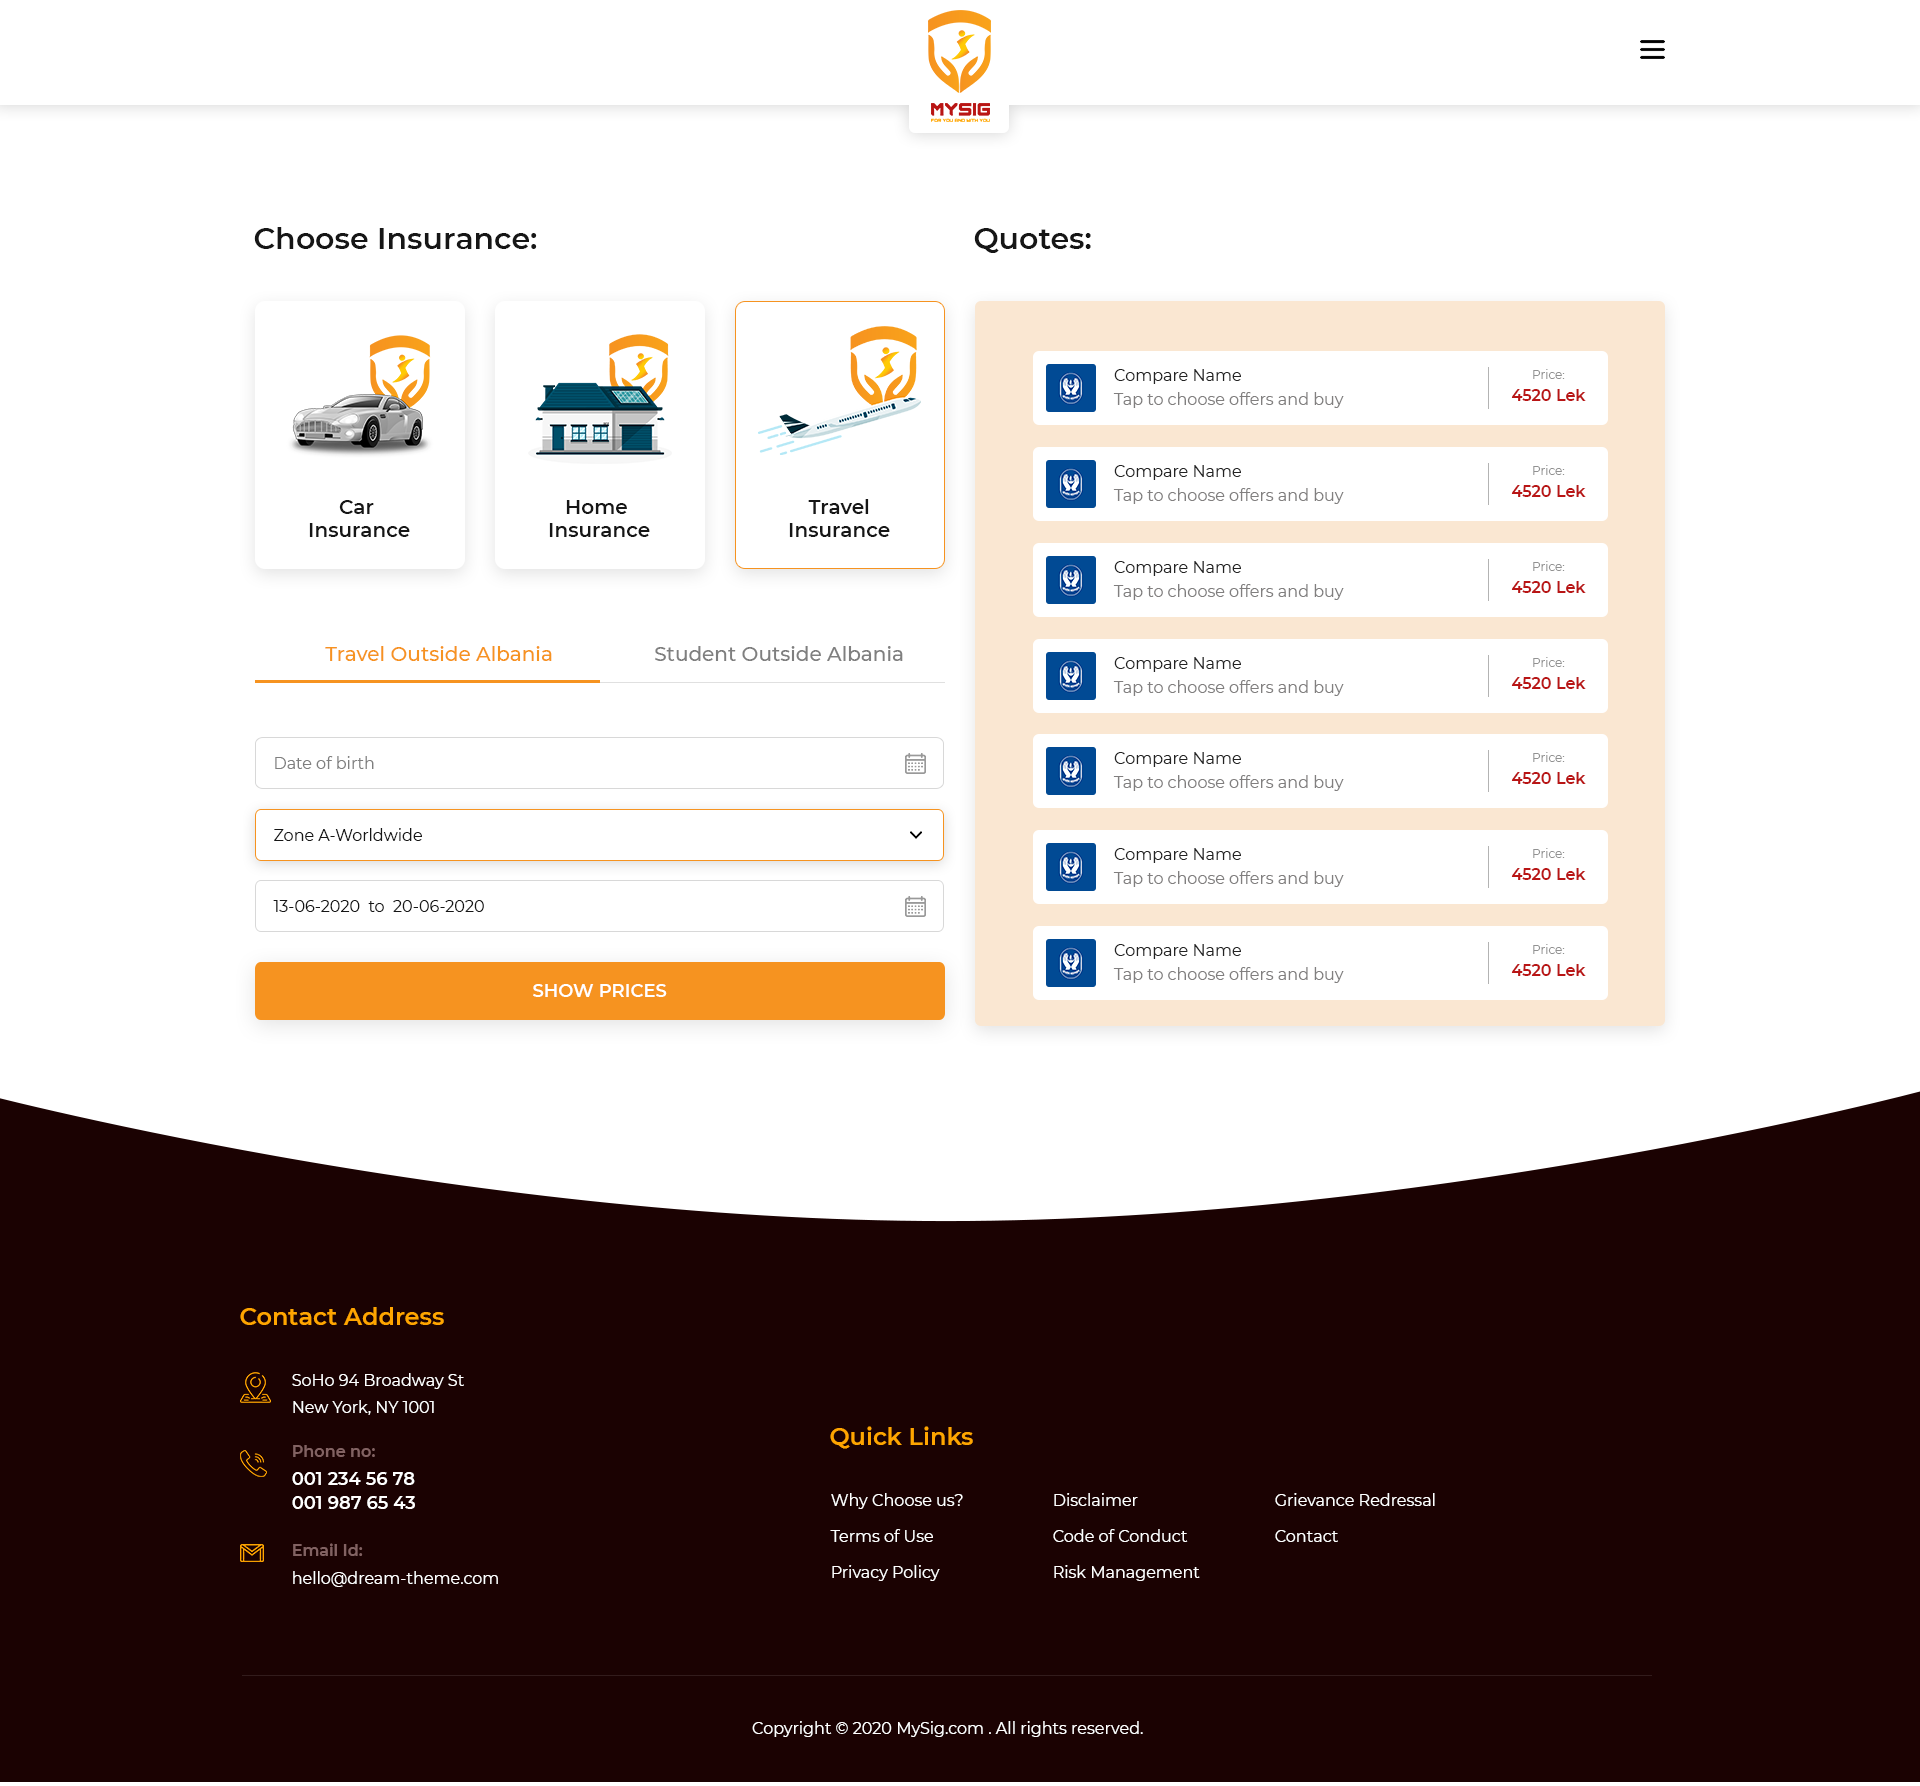 MYSIG
FOR YOU AND WITH YOU
Choose Insurance:
Car
Insurance
Home
Insurance
Travel
Insurance
Travel Outside Albania
Student Outside Albania
Date of birth
Zone A-Worldwide
13-06-2020 to 20-06-2020
SHOW PRICES
Quotes:
Compare Name
Tap to choose offers and buy
Price:
4520 Lek
Compare Name
Tap to choose offers and buy
Price:
4520 Lek
Compare Name
Tap to choose offers and buy
Price:
4520 Lek
Compare Name
Tap to choose offers and buy
Price:
4520 Lek
Compare Name
Tap to choose offers and buy
Price:
4520 Lek
Compare Name
Tap to choose offers and buy
Price:
4520 Lek
Compare Name
Tap to choose offers and buy
Price:
4520 Lek
Contact Address
SoHo 94 Broadway St
New York, NY 1001
Phone no:
001 234 56 78
001 987 65 43
Email Id:
hello@dream-theme.com
Quick Links
Why Choose us?
Terms of Use
Privacy Policy
Disclaimer
Code of Conduct
Risk Management
Grievance Redressal
Contact
Copyright © 2020 MySig.com . All rights reserved.